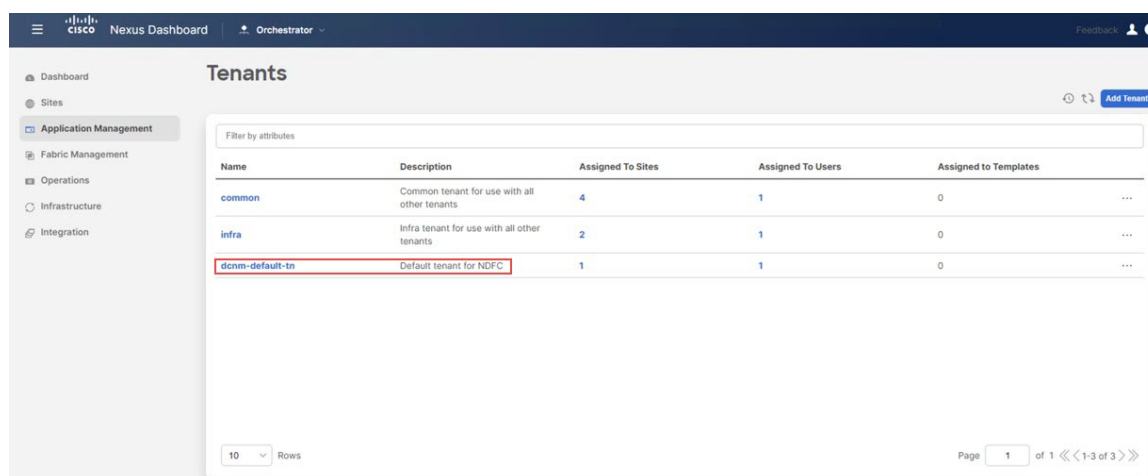 cisco Nexus Dashboard Orchestrator Feedback
Dashboard
Sites
Application Management
Fabric Management
Operations
Infrastructure
Integration
Tenants
Add Tenant
Filter by attributes
Name Description Assigned To Sites Assigned To Users Assigned to Templates
common Common tenant for use with all other tenants 4 1 0 ...
infra Infra tenant for use with all other tenants 2 1 0 ...
dcnm-default-tn Default tenant for NDFC 1 1 0 ...
10 Rows Page 1 of 1 1-3 of 3